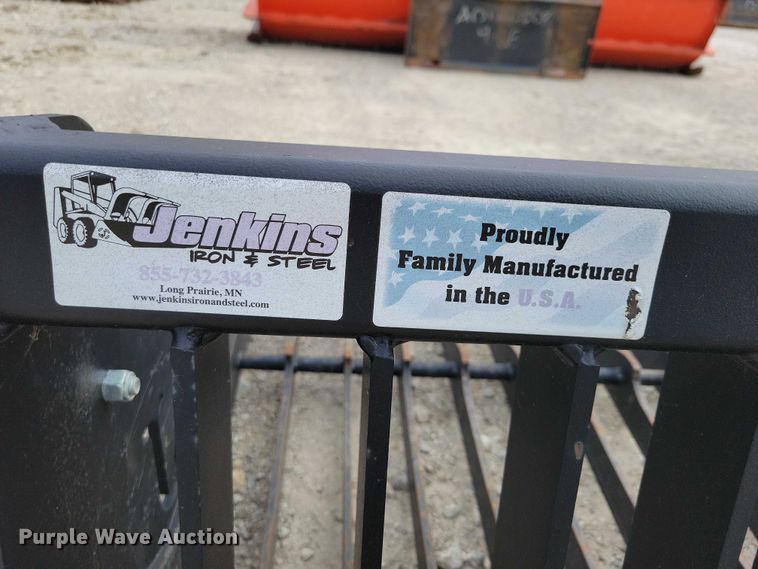 Jenkins
IRON & STEEL
855-732-3843
Long Prairie, MN
www.jenkinsironandsteel.com
Proudly
Family Manufactured
in the U.S.A.
Purple Wave Auction